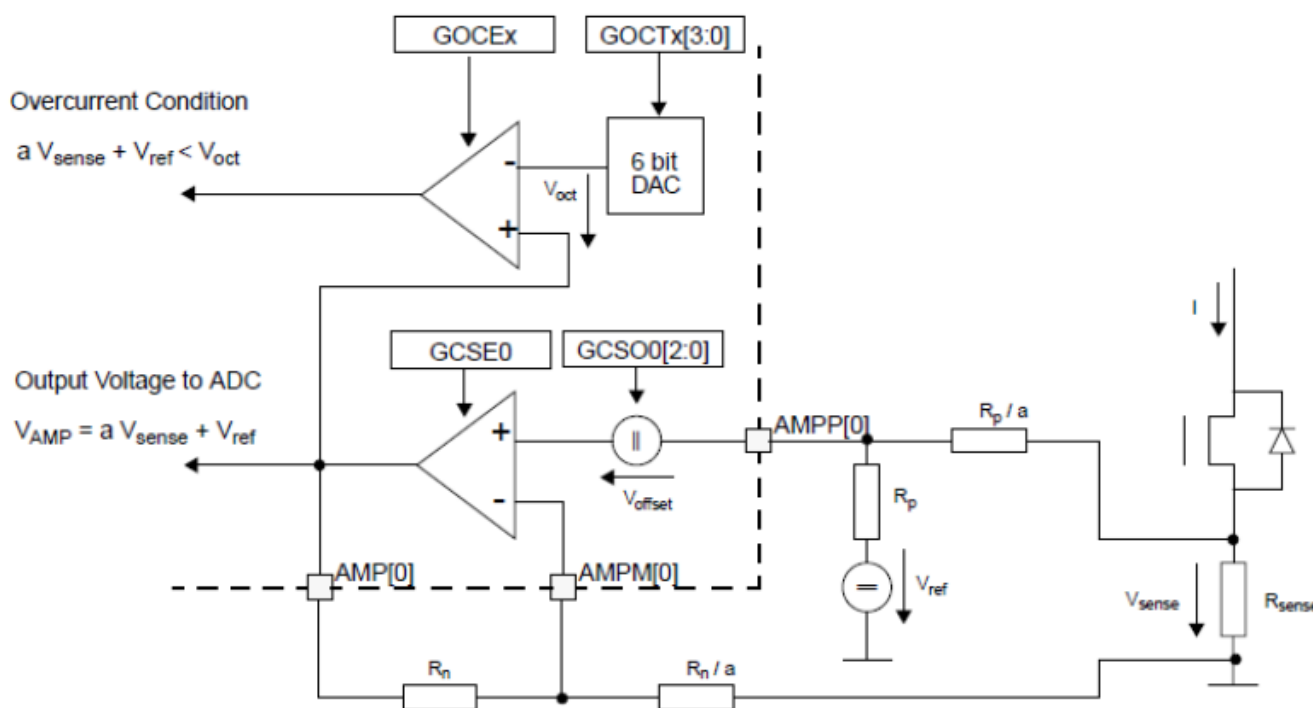 GOCEx
GOCTx[3:0]
Overcurrent Condition
a Vsense + Vref < Voct
-
+
Voct
6 bit
DAC
I
GCSE0
GCSO0[2:0]
Output Voltage to ADC
VAMP = a Vsense + Vref
+
-
||
Voffset
AMPP[0]
Rp / a
Rp
=
Vref
Vsense
Rsense
AMP[0]
AMPM[0]
Rn
Rn / a